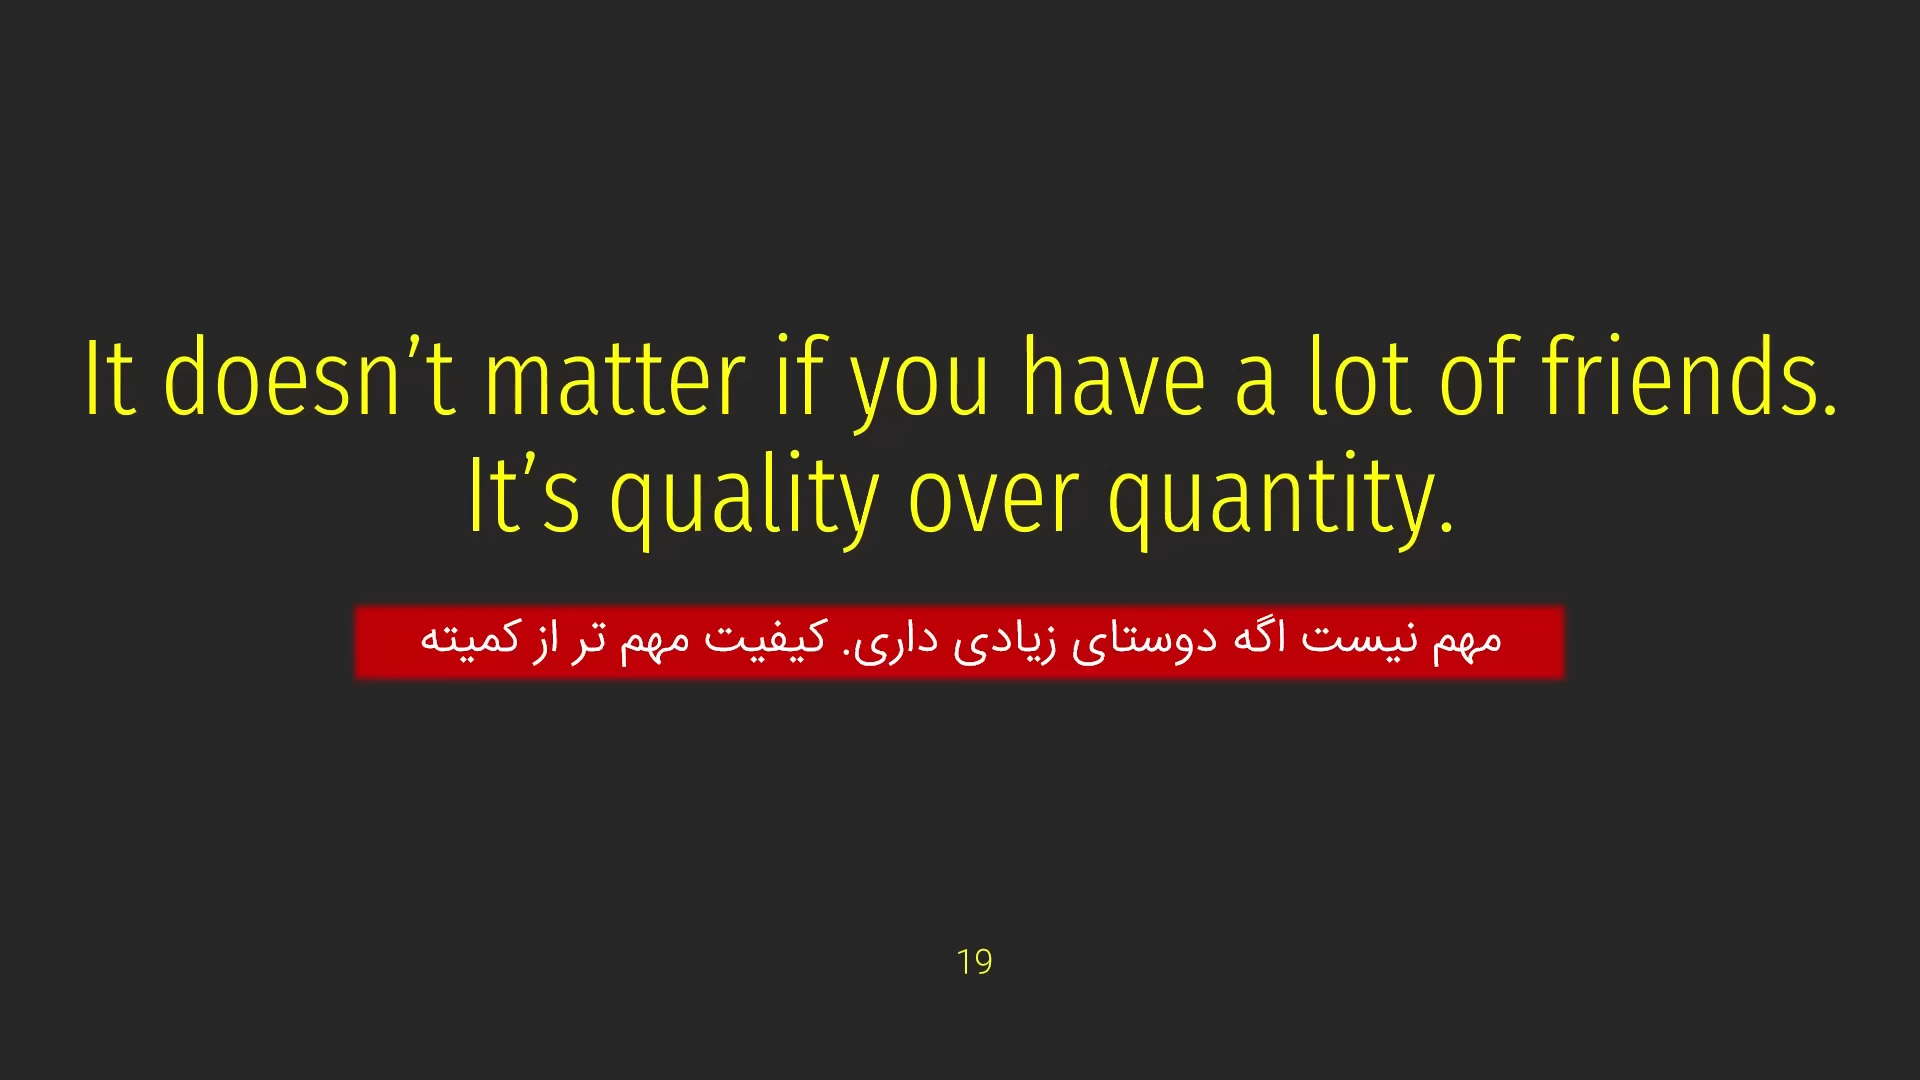 It doesn’t matter if you have a lot of friends.
It’s quality over quantity.
مهم نیست اگه دوستای زیادی داری. کیفیت مهم تر از کمیته
19